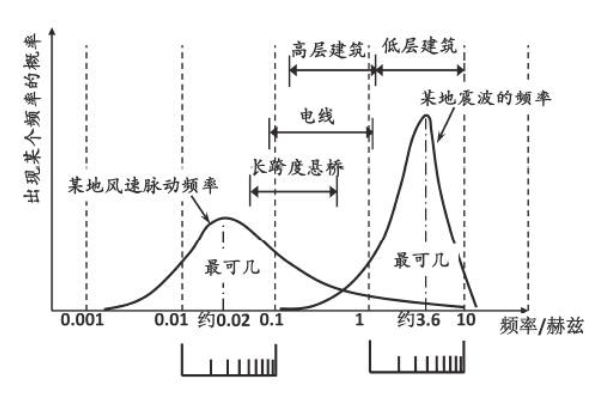 出现某个频率的概率
高层建筑
低层建筑
某地震波的频率
电线
长跨度悬桥
某地风速脉动频率
最可几
最可几
0.001
0.01
约0.02
0.1
1
约3.6
10
频率/赫兹